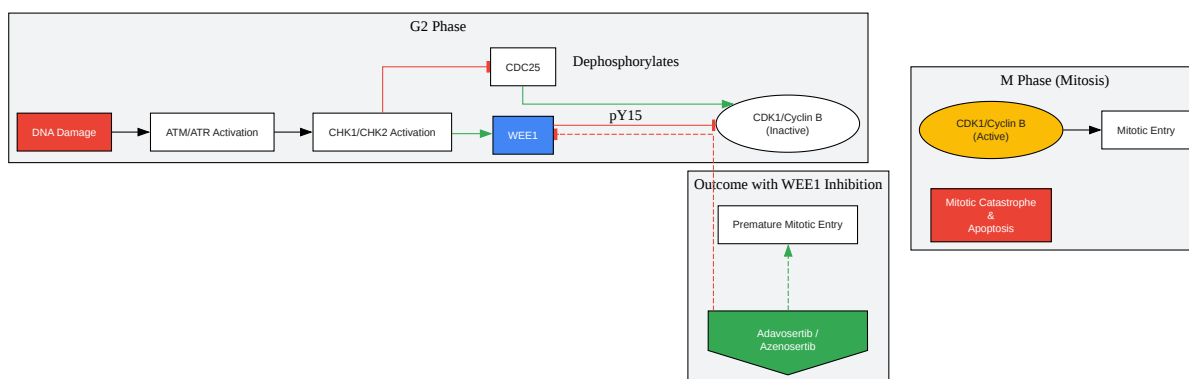 G2 Phase
CDC25
Dephosphorylates
DNA Damage
ATM/ATR Activation
CHK1/CHK2 Activation
WEE1
pY15
CDK1/Cyclin B
(Inactive)
M Phase (Mitosis)
CDK1/Cyclin B
(Active)
Mitotic Entry
Mitotic Catastrophe
&
Apoptosis
Outcome with WEE1 Inhibition
Premature Mitotic Entry
Adavosertib /
Azenosertib